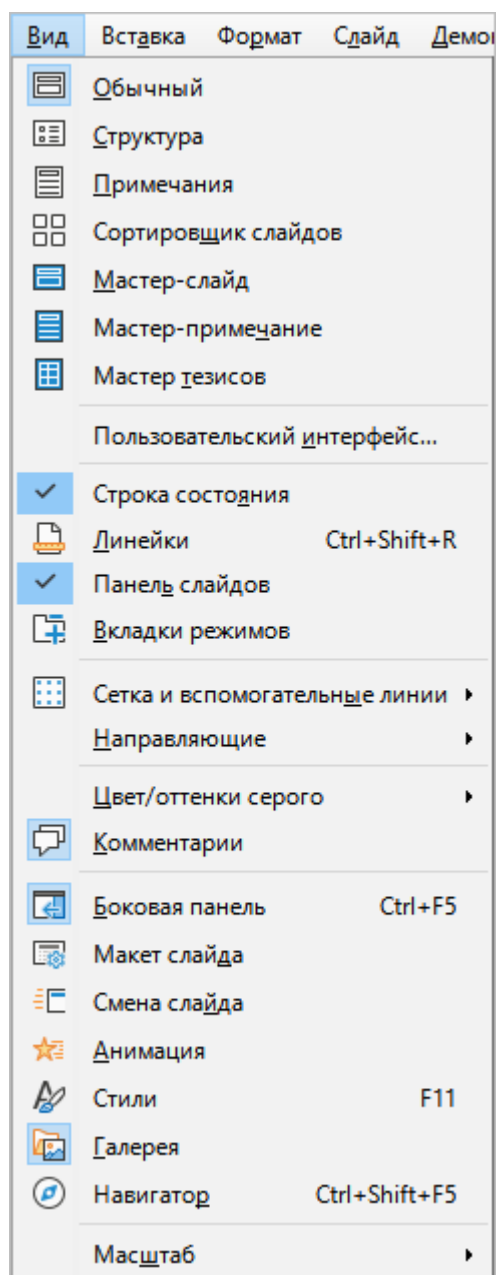 Вид Вставка Формат Слайд
Обычный
Структура
Примечания
Сортировщик слайдов
Мастер-слайд
Мастер-примечание
Мастер тезисов
Пользовательский интерфейс...
Строка состояния
Линейки Ctrl+Shift+R
Панель слайдов
Вкладки режимов
Сетка и вспомогательные линии
Направляющие
Цвет/оттенки серого
Комментарии
Боковая панель Ctrl+F5
Макет слайда
Смена слайда
Анимация
Стили F11
Галерея
Навигатор Ctrl+Shift+F5
Масштаб